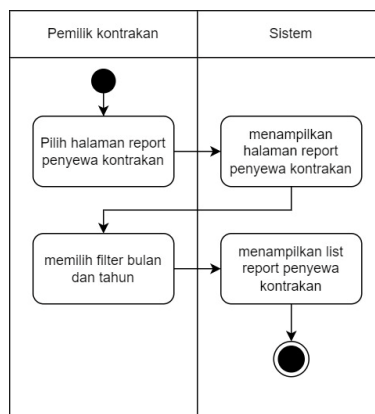 Pemilik kontrakan
Sistem
Pilih halaman report
penyewa kontrakan
menampilkan
halaman report
penyewa kontrakan
memilih filter bulan
dan tahun
menampilkan list
report penyewa
kontrakan